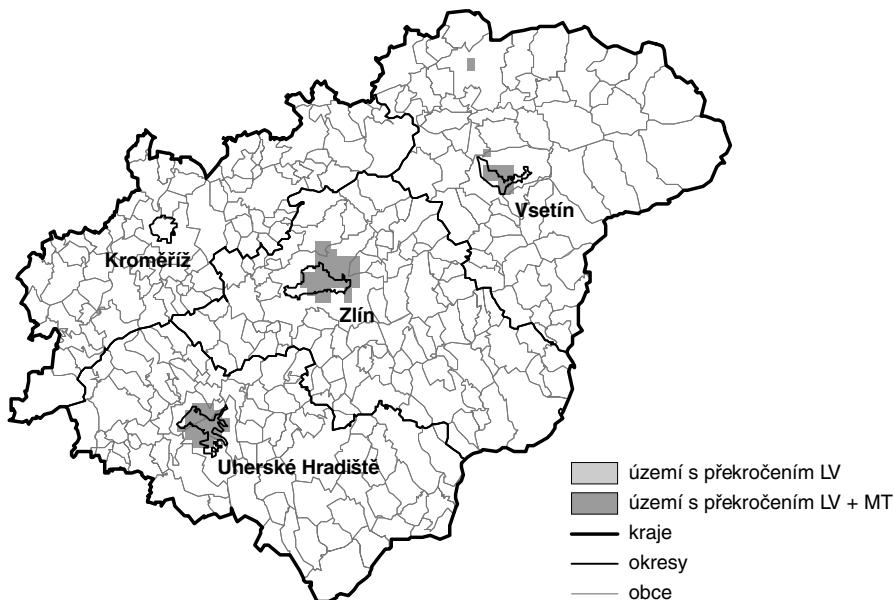 Vsetín
Kroměříž
Zlín
Uherské Hradiště
území s překročením LV
území s překročením LV + MT
kraje
okresy
obce